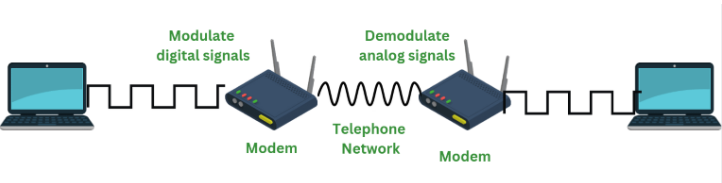 Modulate
digital signals
Demodulate
analog signals
Modem
Telephone
Network
Modem